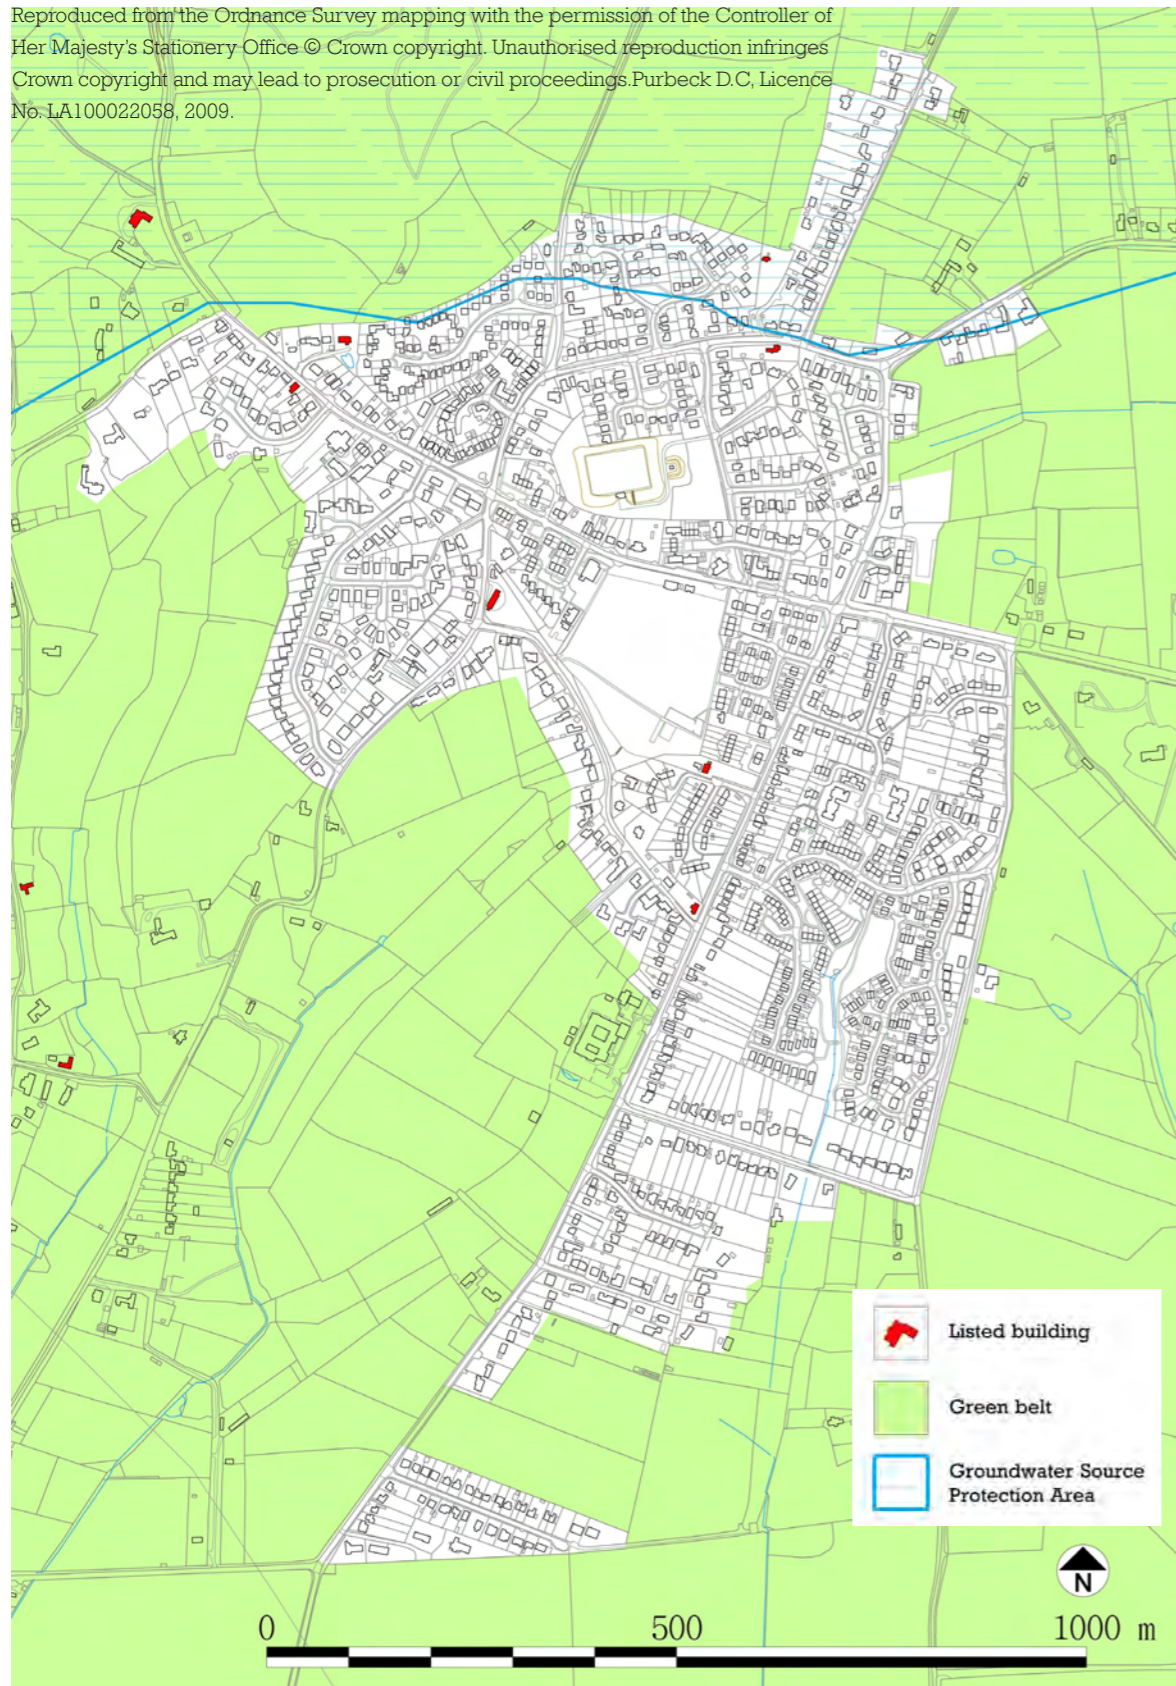 Reproduced from the Ordnance Survey mapping with the permission of the Controller of
Her Majesty's Stationery Office © Crown copyright. Unauthorised reproduction infringes
Crown copyright and may lead to prosecution or civil proceedings.Purbeck D.C, Licence
No. LA100022058, 2009.
Listed building
Green belt
Groundwater Source
Protection Area
N
0 500 1000 m